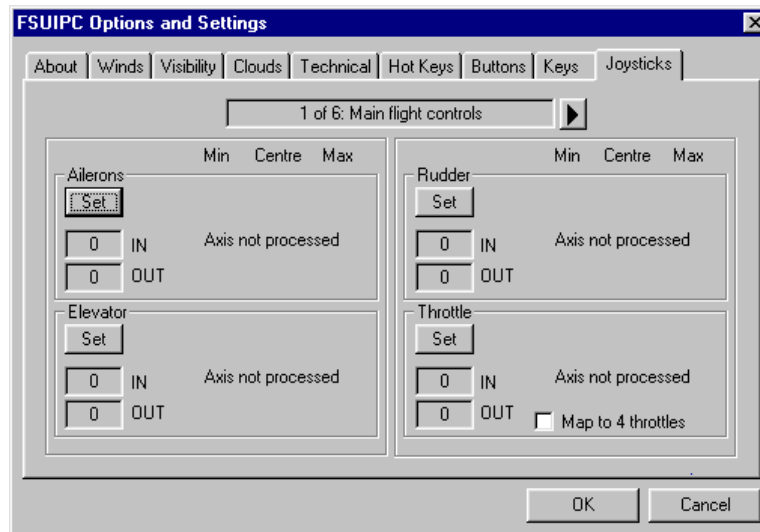 FSUIPC Options and Settings
About Winds Visibility Clouds Technical Hot Keys Buttons Keys Joysticks
1 of 6: Main flight controls
Min Centre Max
Ailerons
Set
0 IN Axis not processed
0 OUT
Elevator
Set
0 IN Axis not processed
0 OUT
Min Centre Max
Rudder
Set
0 IN Axis not processed
0 OUT
Throttle
Set
0 IN Axis not processed
0 OUT Map to 4 throttles
OK Cancel